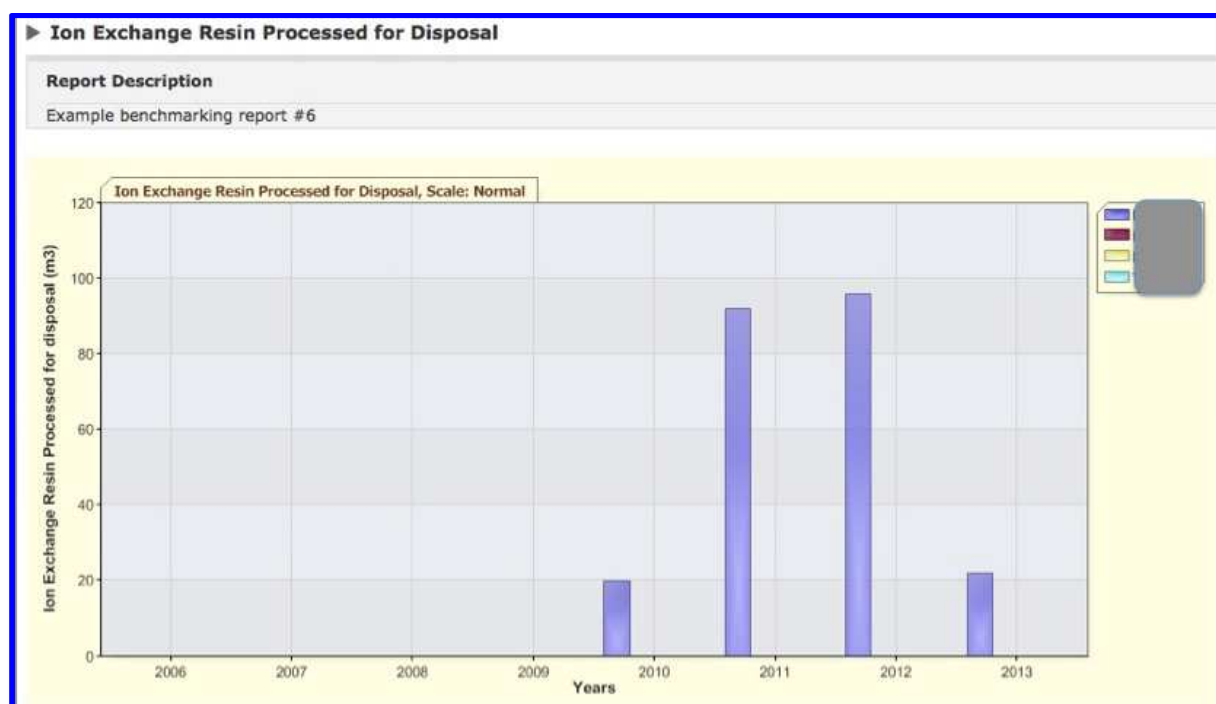 Ion Exchange Resin Processed for Disposal
Report Description
Example benchmarking report #6
Ion Exchange Resin Processed for Disposal, Scale: Normal
Ion Exchange Resin Processed for disposal (m3)
120
100
80
60
40
20
0
2006 2007 2008 2009 2010 2011 2012 2013
Years